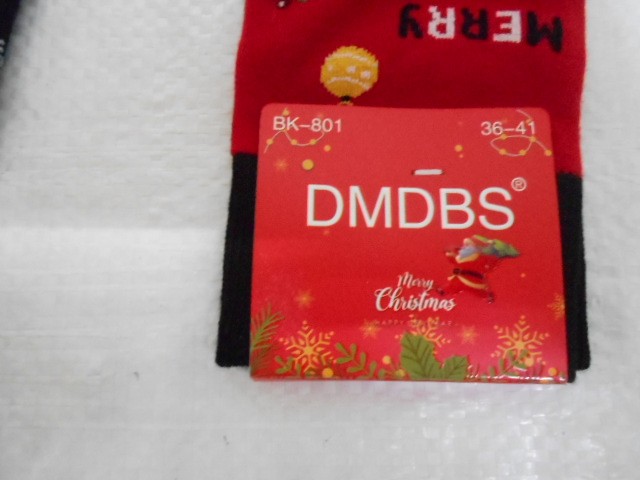 MERRY
BK-801
36-41
DMDBS®
Merry
Christmas